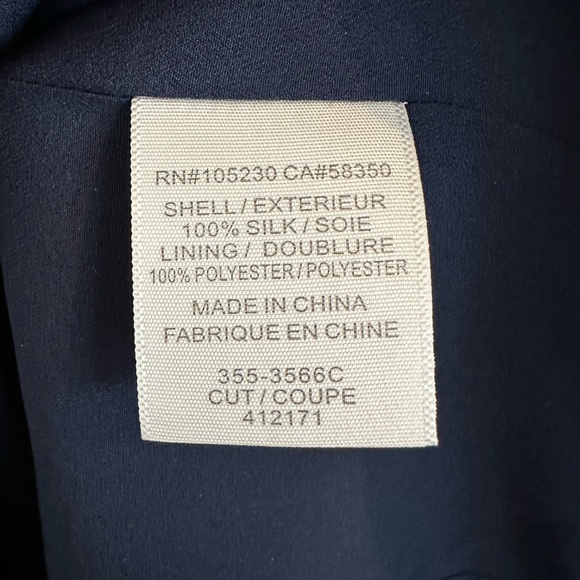 RN#105230 CA#58350
SHELL / EXTERIEUR
100% SILK / SOIE
LINING / DOUBLURE
100% POLYESTER / POLYESTER
MADE IN CHINA
FABRIQUE EN CHINE
355-3566C
CUT / COUPE
412171